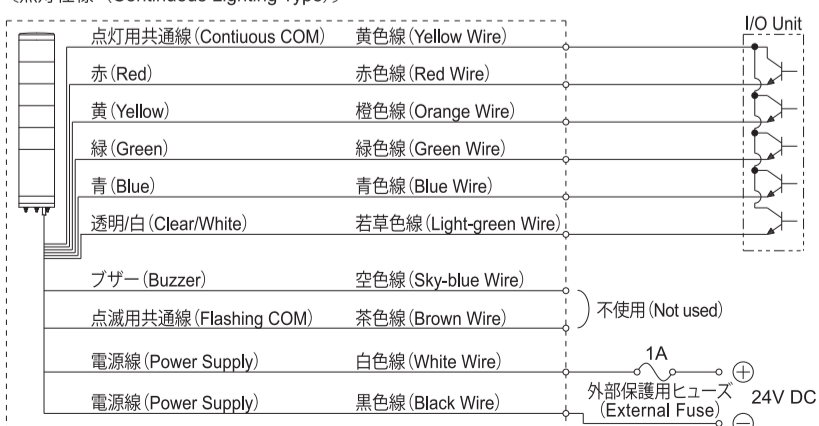 《点灯仕様 (Continuous Lighting Type)》
I/O Unit
点灯用共通線(Contiuous COM) 黄色線(Yellow Wire)
赤(Red) 赤色線(Red Wire)
黄(Yellow) 橙色線(Orange Wire)
緑(Green) 緑色線(Green Wire)
青(Blue) 青色線(Blue Wire)
透明/白(Clear/White) 若草色線(Light-green Wire)
ブザー(Buzzer) 空色線(Sky-blue Wire)
点滅用共通線(Flashing COM) 茶色線(Brown Wire)
不使用(Not used)
電源線(Power Supply) 白色線(White Wire)
1A
外部保護用ヒューズ
(External Fuse)
24V DC
電源線(Power Supply) 黒色線(Black Wire)